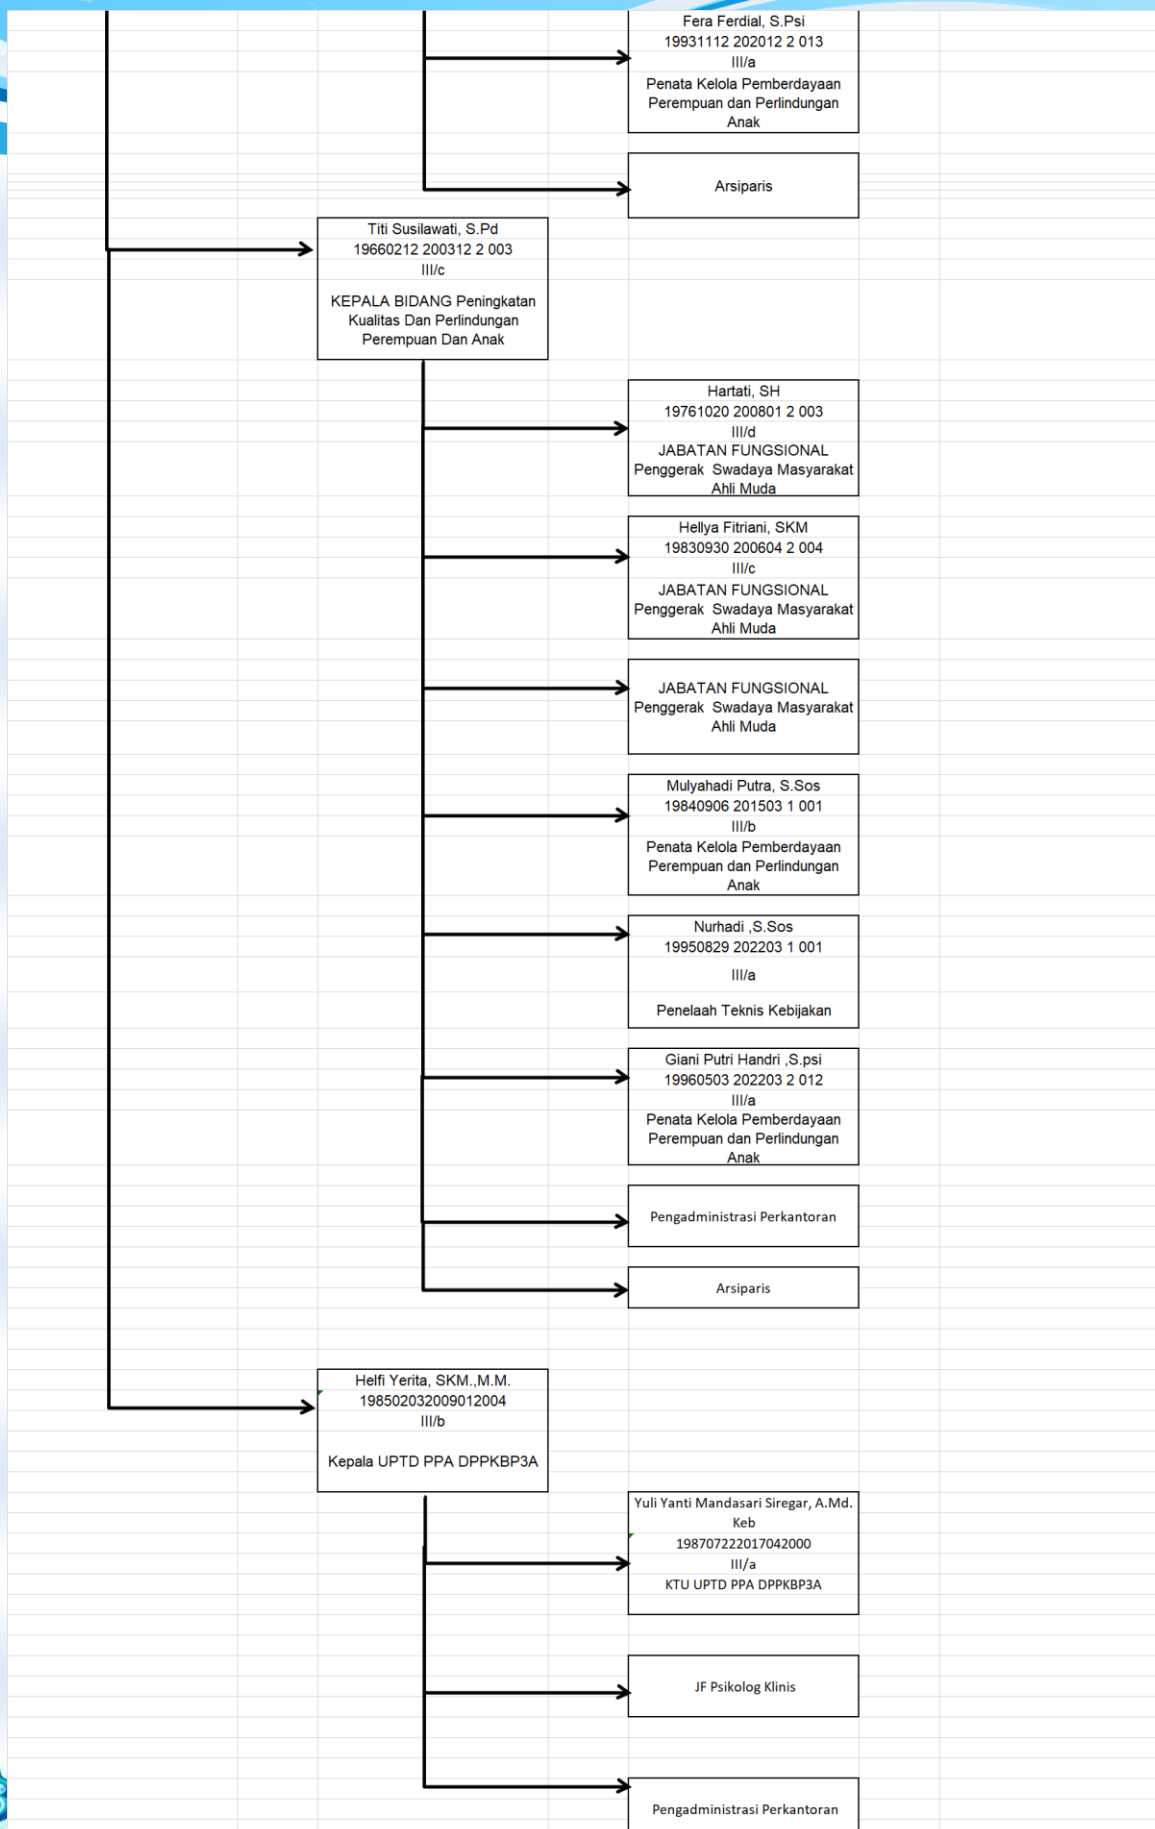 Fera Ferdial, S.Psi
19931112 202012 2 013
III/a
Penata Kelola Pemberdayaan
Perempuan dan Perlindungan
Anak
Arsiparis
Titi Susilawati, S.Pd
19660212 200312 2 003
III/c
KEPALA BIDANG Peningkatan
Kualitas Dan Perlindungan
Perempuan Dan Anak
Hartati, SH
19761020 200801 2 003
III/d
JABATAN FUNGSIONAL
Penggerak  Swadaya Masyarakat
Ahli Muda
Hellya Fitriani, SKM
19830930 200604 2 004
III/c
JABATAN FUNGSIONAL
Penggerak  Swadaya Masyarakat
Ahli Muda
JABATAN FUNGSIONAL
Penggerak  Swadaya Masyarakat
Ahli Muda
Mulyahadi Putra, S.Sos
19840906 201503 1 001
III/b
Penata Kelola Pemberdayaan
Perempuan dan Perlindungan
Anak
Nurhadi ,S.Sos
19950829 202203 1 001
III/a
Penelaah Teknis Kebijakan
Giani Putri Handri ,S.psi
19960503 202203 2 012
III/a
Penata Kelola Pemberdayaan
Perempuan dan Perlindungan
Anak
Pengadministrasi Perkantoran
Arsiparis
Helfi Yerita, SKM.,M.M.
198502032009012004
III/b
Kepala UPTD PPA DPPKBP3A
Yuli Yanti Mandasari Siregar, A.Md.
Keb
198707222017042000
III/a
KTU UPTD PPA DPPKBP3A
JF Psikolog Klinis
Pengadministrasi Perkantoran